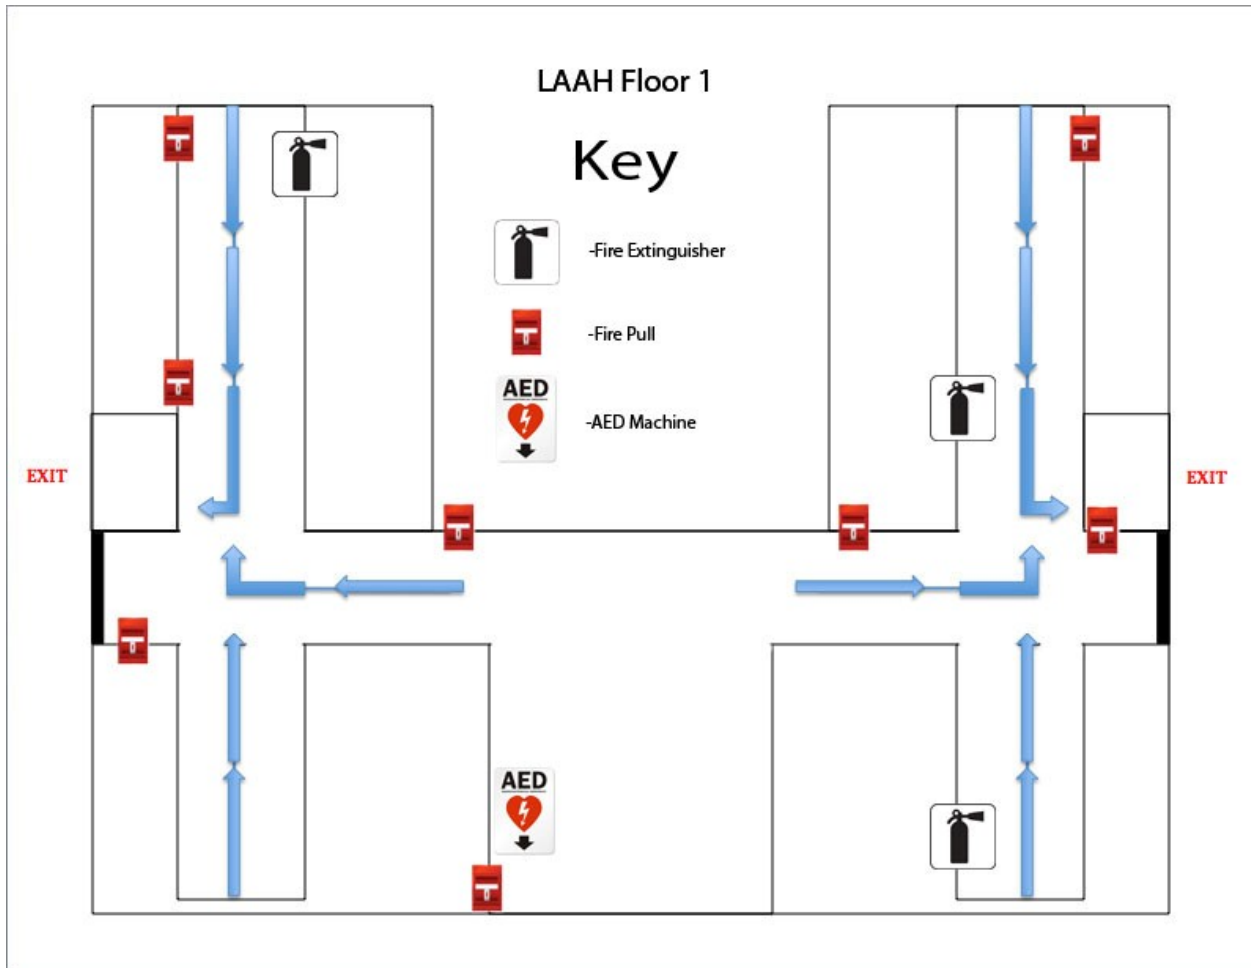 LAAH Floor 1
Key
-Fire Extinguisher
-Fire Pull
AED
-AED Machine
EXIT
EXIT
AED